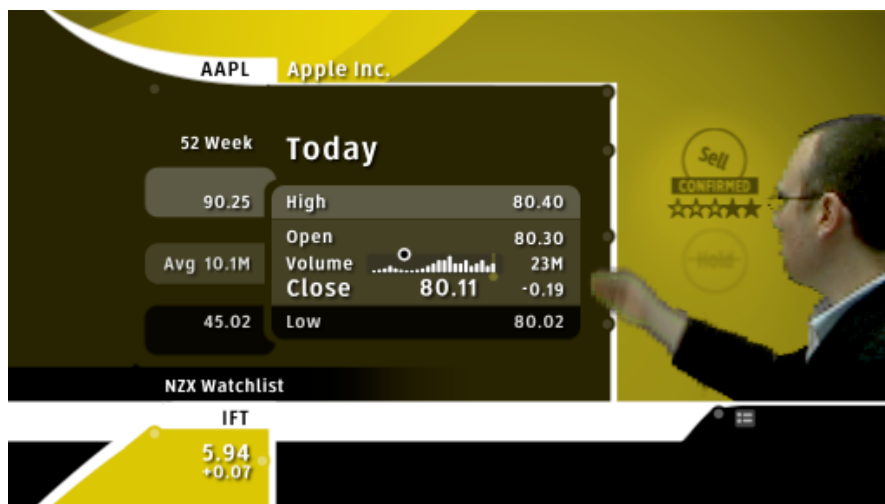 AAPL Apple Inc.
52 Week Today
90.25 High 80.40
Open 80.30
Avg 10.1M Volume 23M
Close 80.11 -0.19
45.02 Low 80.02
Sell
CONFIRMED
Hold
NZX Watchlist
IFT
5.94
+0.07